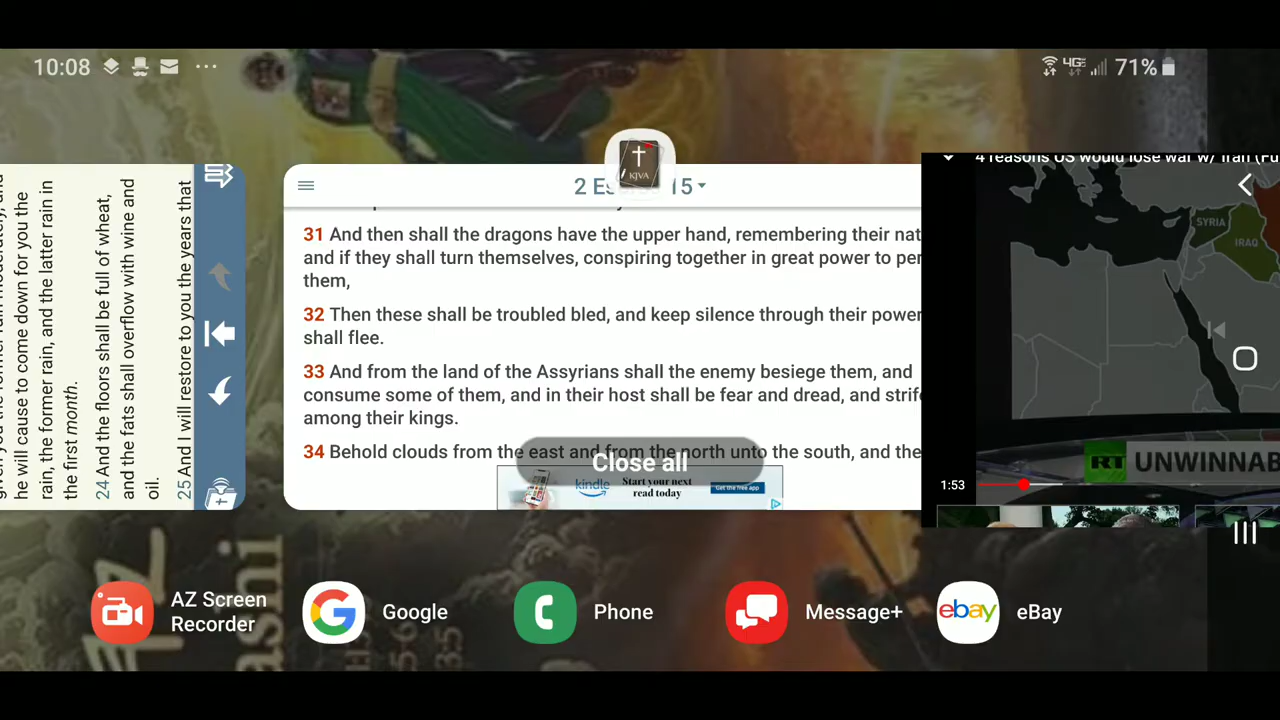 10:08
4G
71%
he will cause to come down for you the
rain, the former rain, and the latter rain in
the first month.
24 And the floors shall be full of wheat,
and the fats shall overflow with wine and
oil.
25 And I will restore to you the years that
KJVA
15
31 And then shall the dragons have the upper hand, remembering their nat
and if they shall turn themselves, conspiring together in great power to per
them,
32 Then these shall be troubled bled, and keep silence through their power
shall flee.
33 And from the land of the Assyrians shall the enemy besiege them, and
consume some of them, and in their host shall be fear and dread, and strif
among their kings.
34 Behold clouds from the east and from the north unto the south, and the
Close all
kindle
Start your next
read today
Get the free app
4 reasons US would lose war w/ Iran (Fu
SYRIA
IRAQ
RT UNWINNAB
1:53
AZ Screen
Recorder
Google
Phone
Message+
ebay
eBay